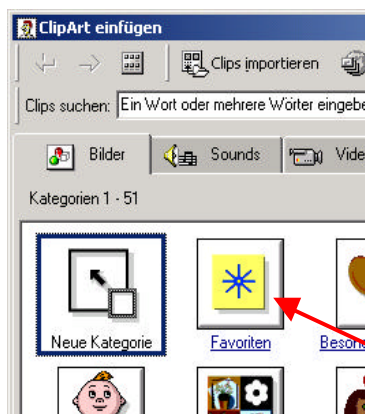 ClipArt einfügen
Clips importieren
Clips suchen: Ein Wort oder mehrere Wörter
Bilder Sounds
Kategorien 1 - 51
Neue Kategorie Favoriten